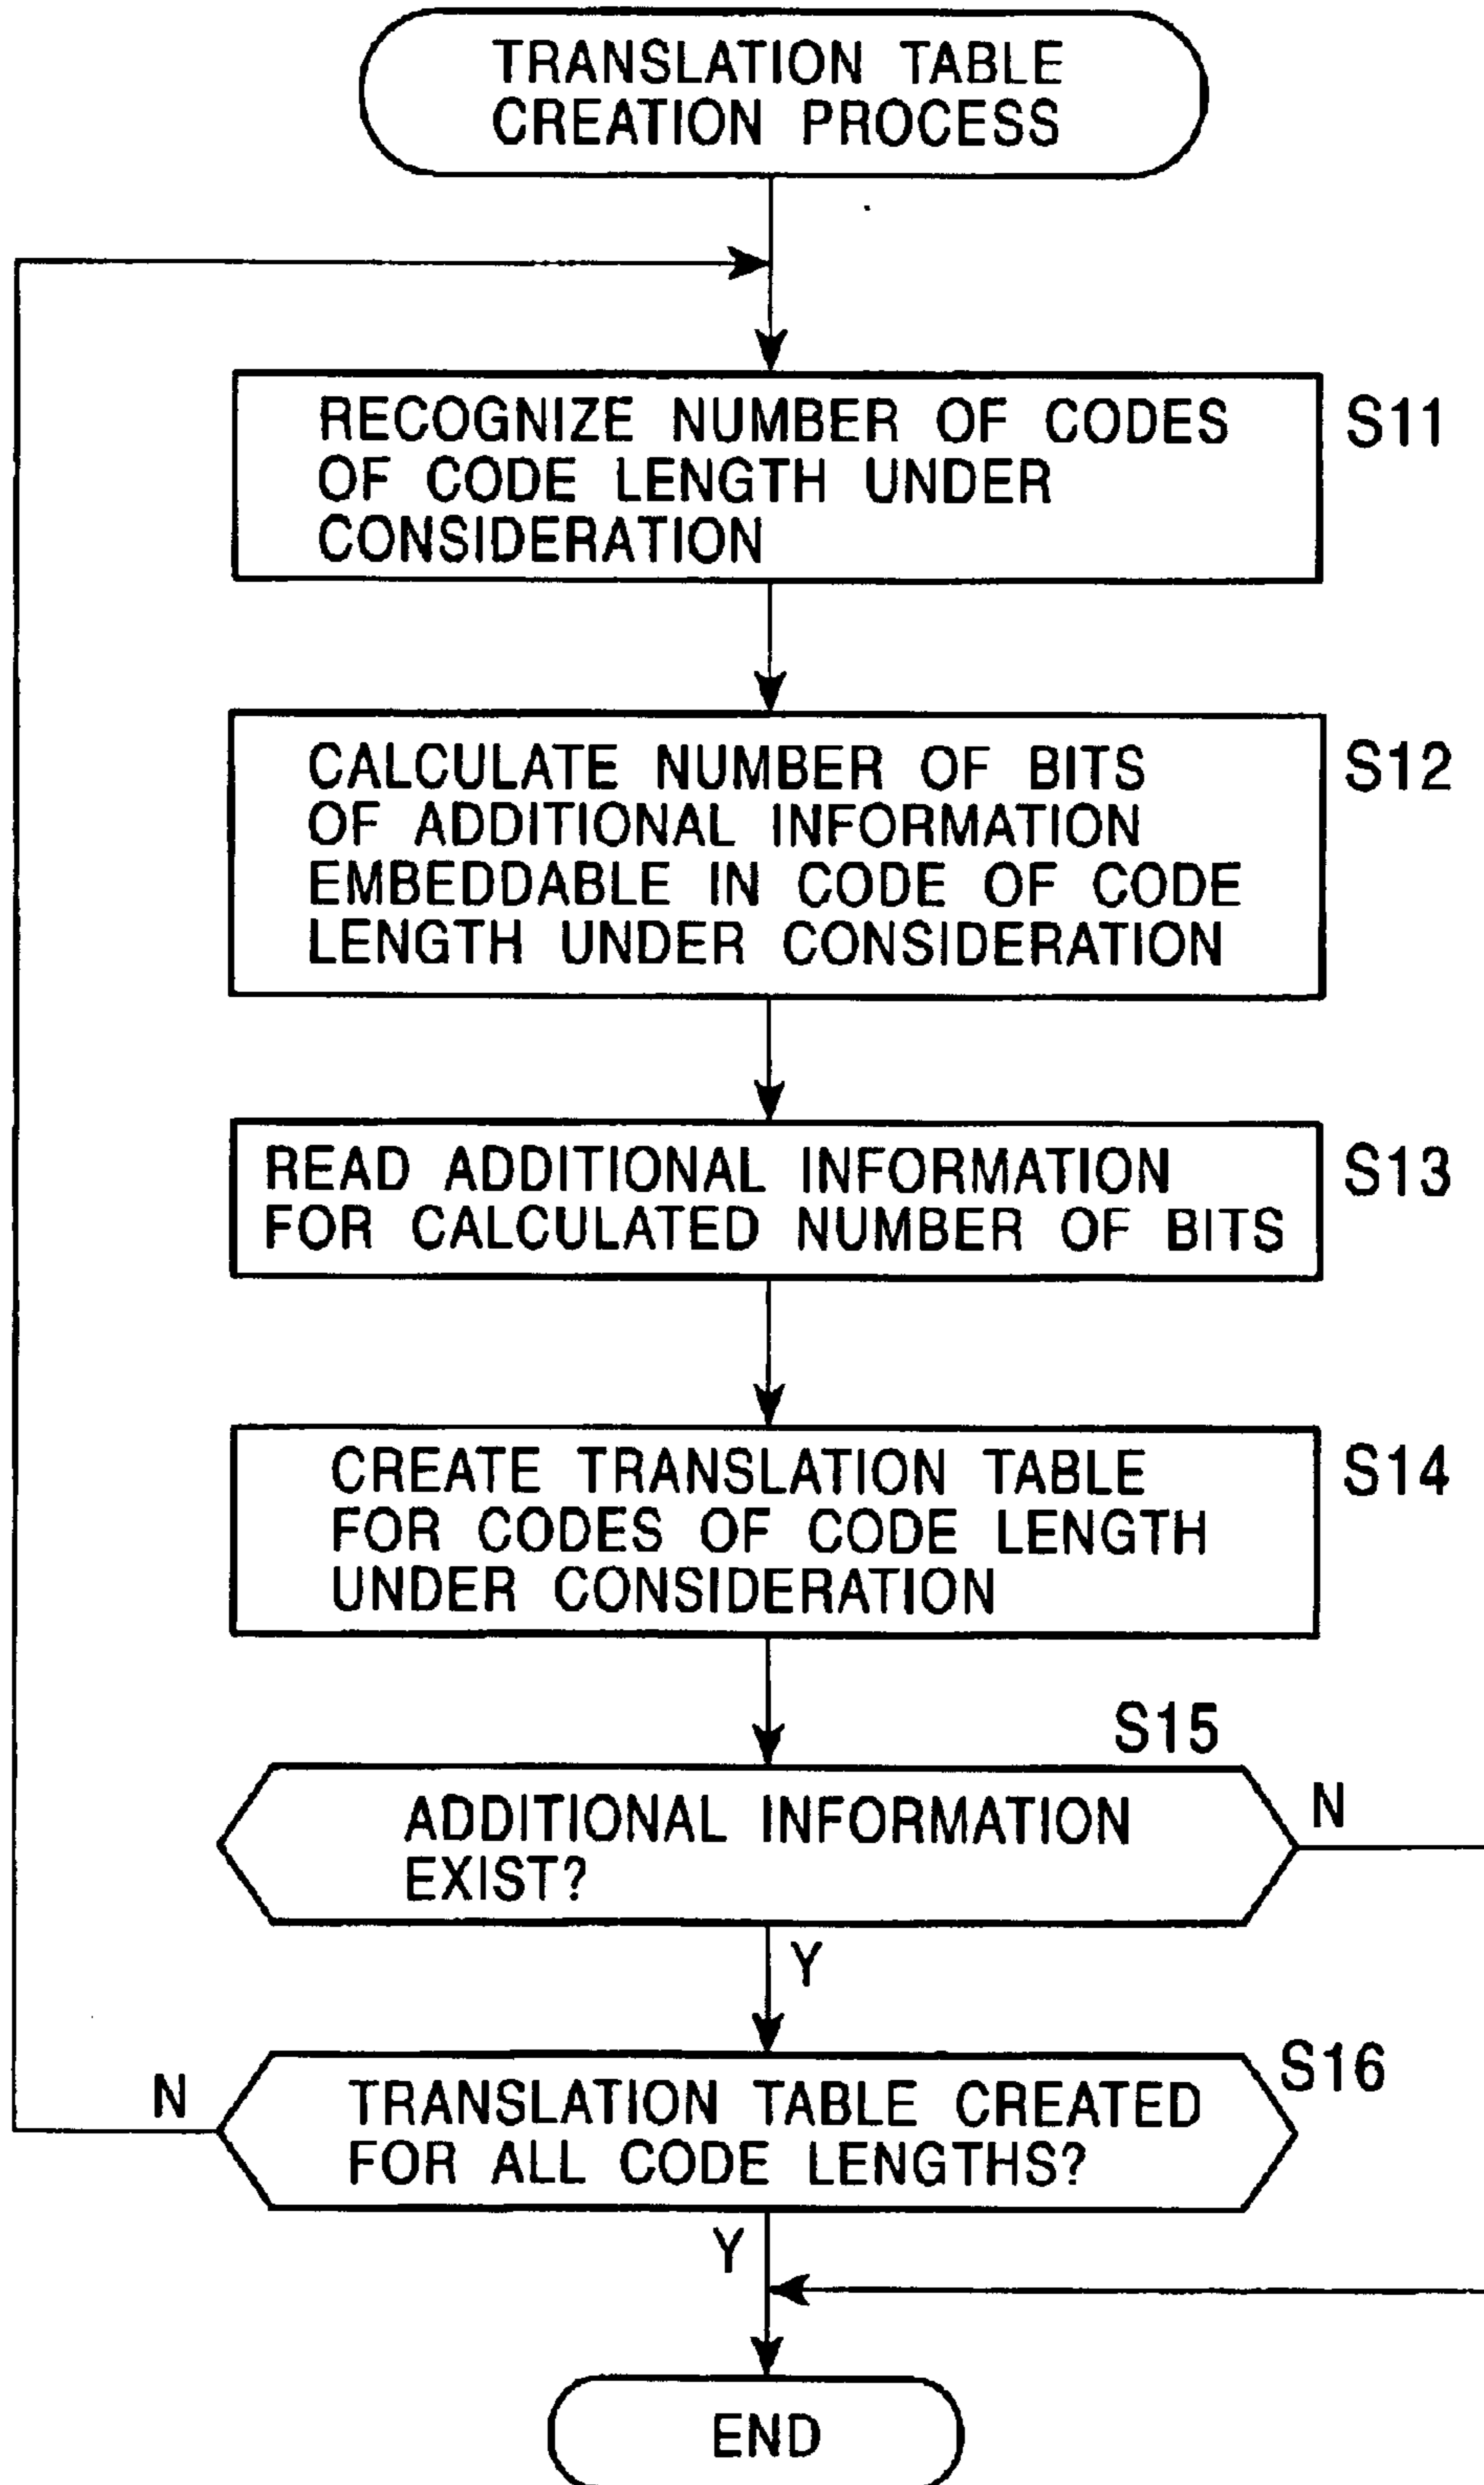 TRANSLATION TABLE
CREATION PROCESS
RECOGNIZE NUMBER OF CODES
OF CODE LENGTH UNDER
CONSIDERATION
S11
CALCULATE NUMBER OF BITS
OF ADDITIONAL INFORMATION
EMBEDDABLE IN CODE OF CODE
LENGTH UNDER CONSIDERATION
S12
READ ADDITIONAL INFORMATION
FOR CALCULATED NUMBER OF BITS
S13
CREATE TRANSLATION TABLE
FOR CODES OF CODE LENGTH
UNDER CONSIDERATION
S14
S15
ADDITIONAL INFORMATION
EXIST?
N
Y
S16
N
TRANSLATION TABLE CREATED
FOR ALL CODE LENGTHS?
Y
END